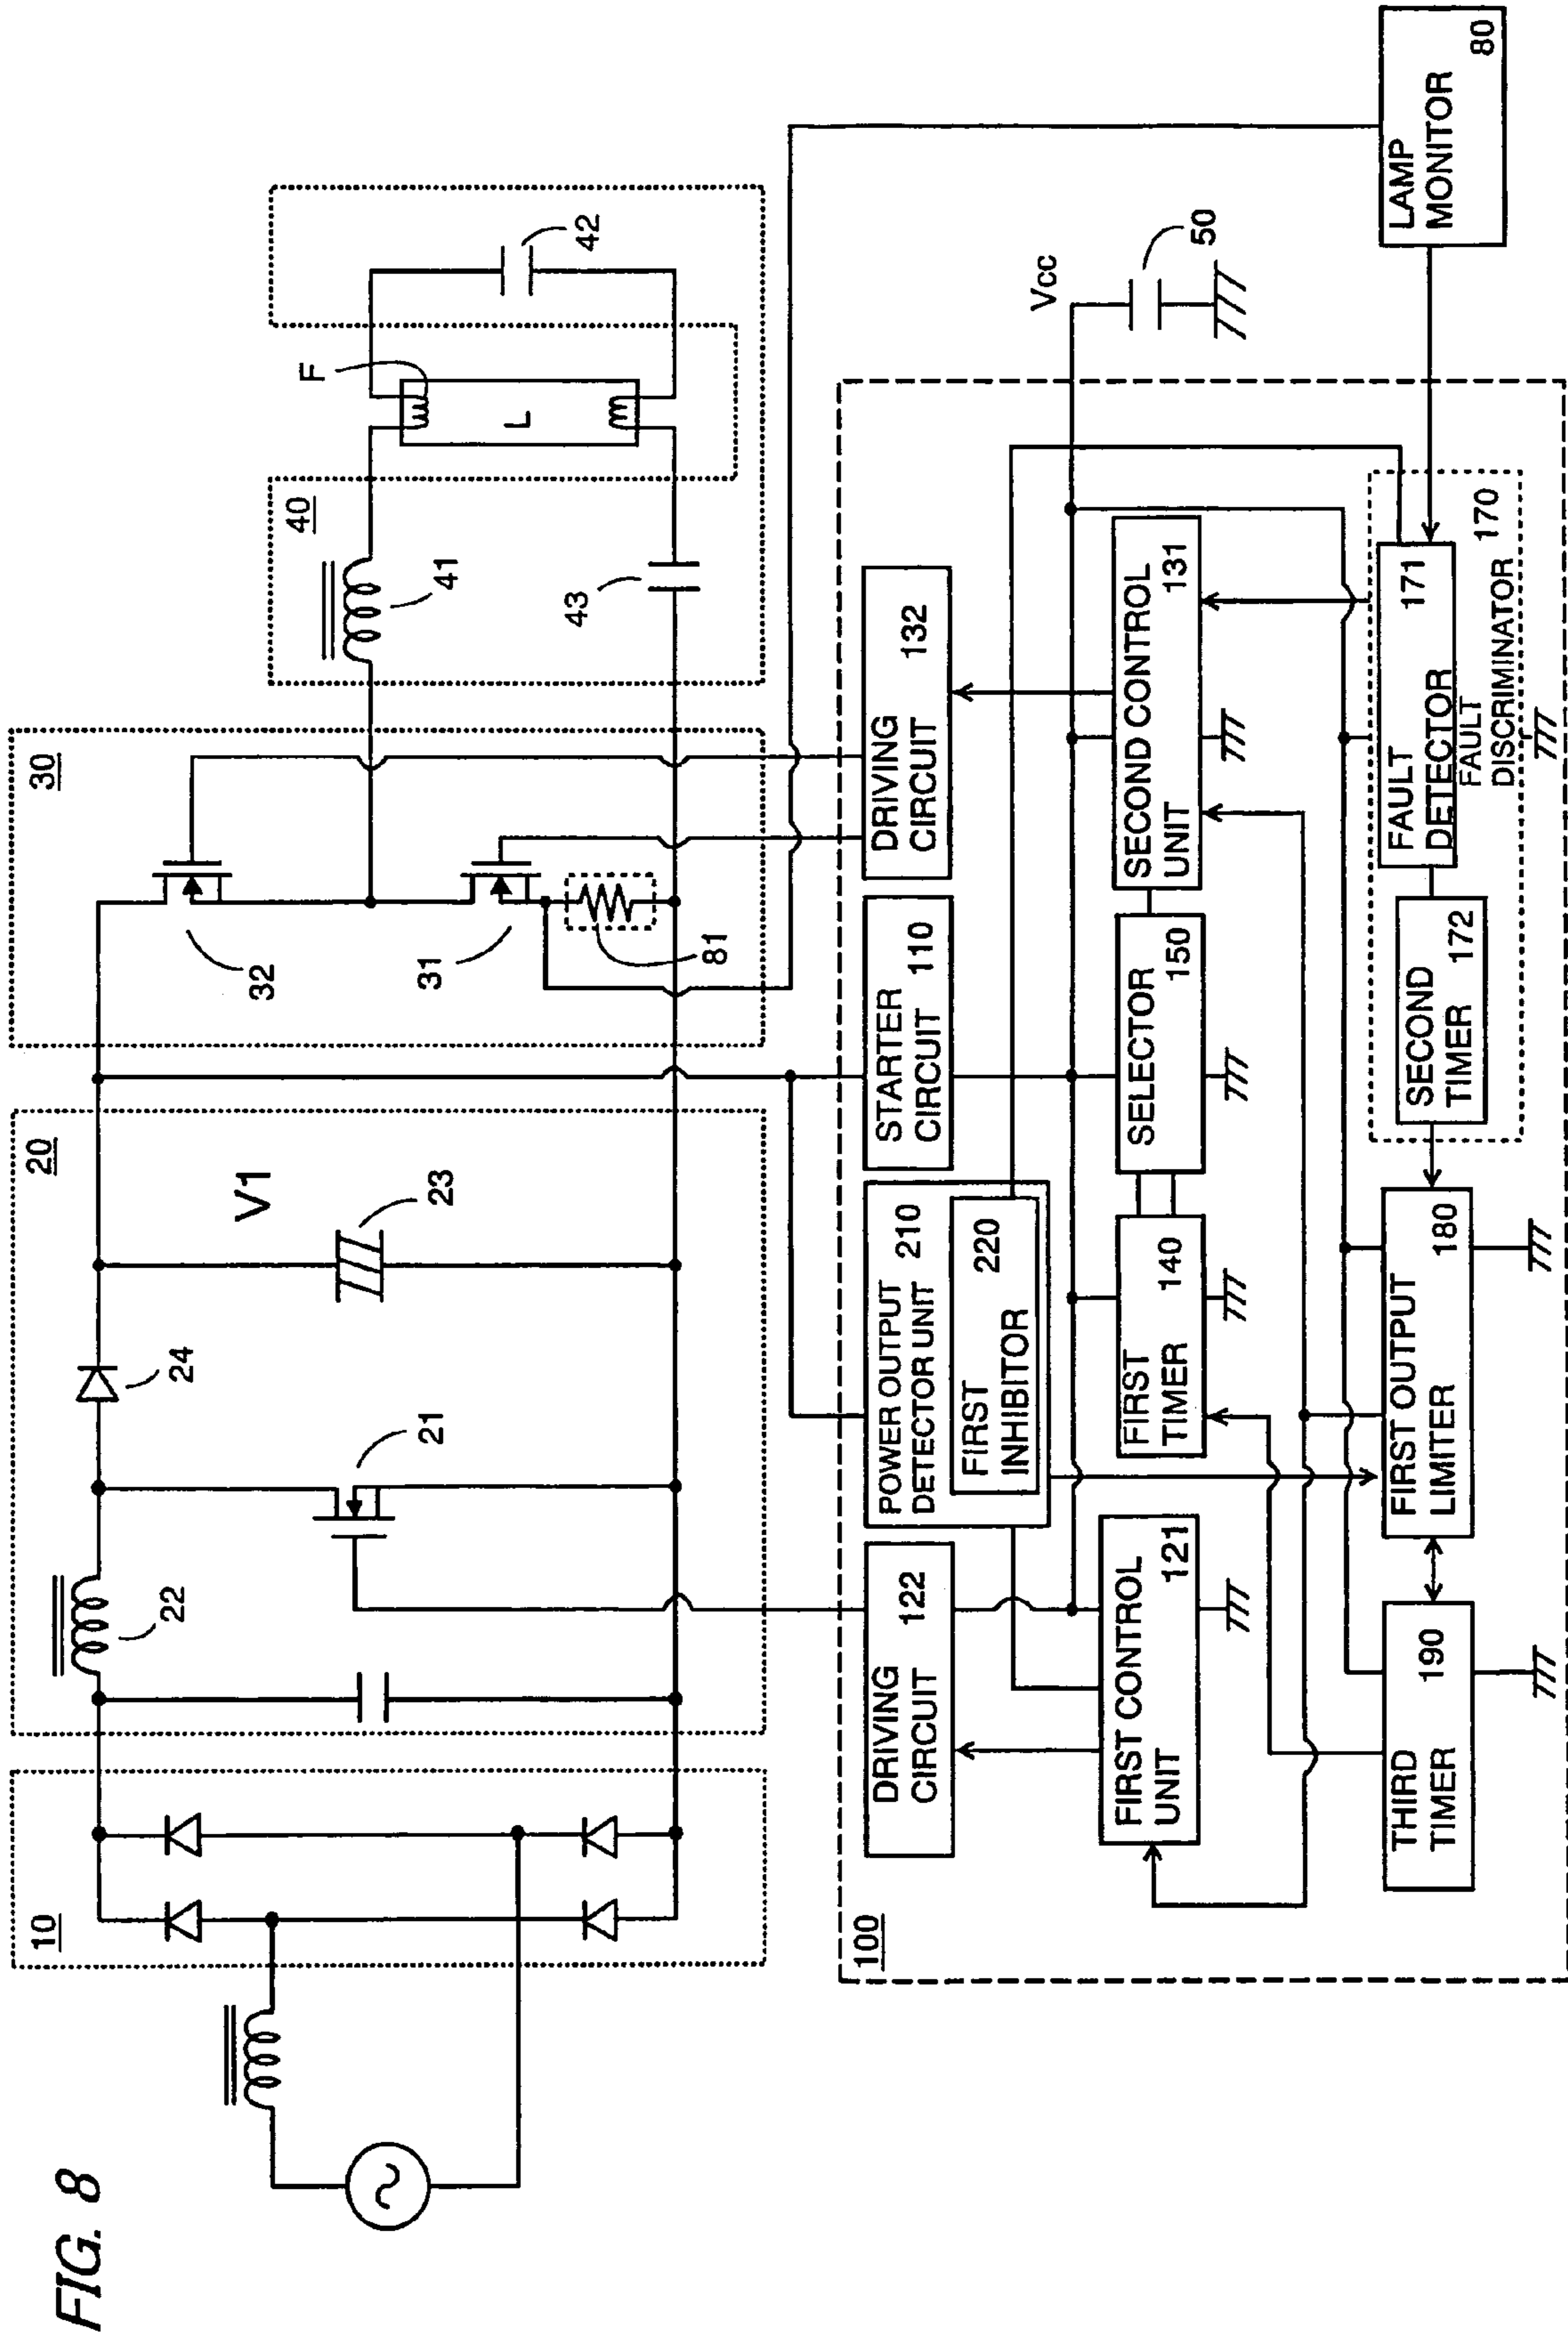 FIG. 8
10
20
V1
22
21
24
23
30
32
31
81
40
41
43
F
L
42
100
DRIVING
CIRCUIT
122
POWER OUTPUT
DETECTOR UNIT
210
FIRST
INHIBITOR
220
STARTER
CIRCUIT
110
DRIVING
CIRCUIT
132
Vcc
50
FIRST CONTROL
UNIT
121
FIRST
TIMER
140
SELECTOR
150
SECOND CONTROL
UNIT
131
THIRD
TIMER
190
FIRST OUTPUT
LIMITER
180
SECOND
TIMER
172
FAULT
DETECTOR
171
FAULT
DISCRIMINATOR
170
LAMP
MONITOR
80